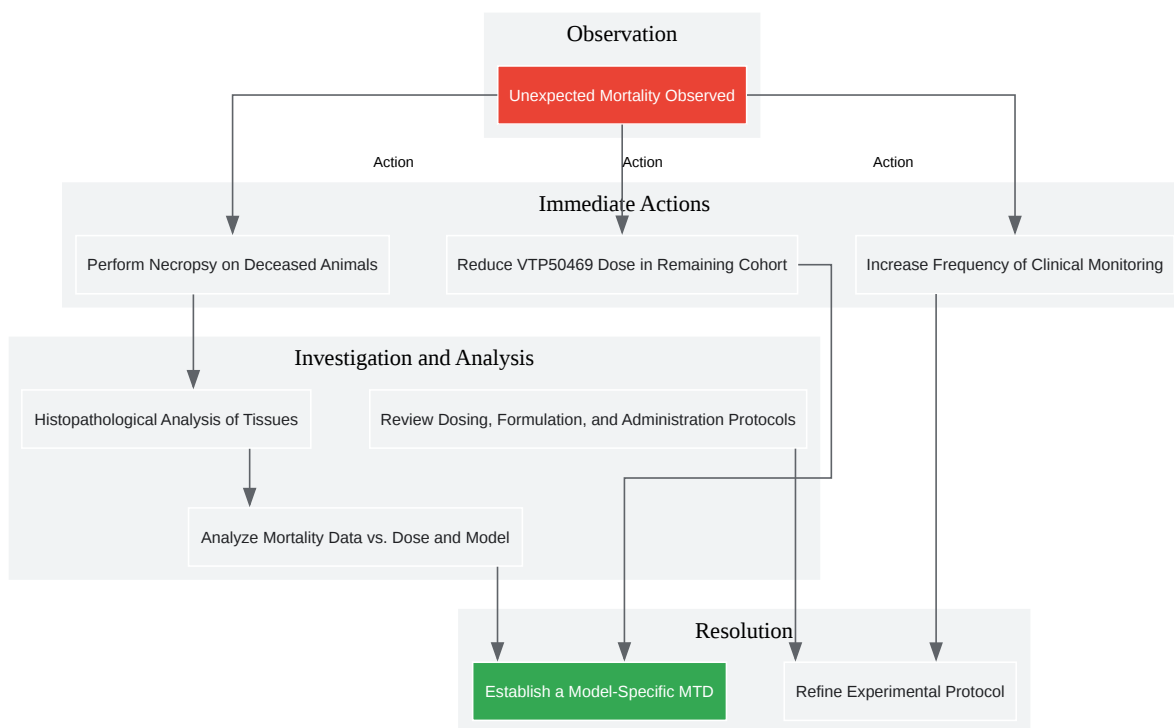 Observation
Unexpected Mortality Observed
Action
Action
Action
Immediate Actions
Perform Necropsy on Deceased Animals
Reduce VTP50469 Dose in Remaining Cohort
Increase Frequency of Clinical Monitoring
Investigation and Analysis
Histopathological Analysis of Tissues
Review Dosing, Formulation, and Administration Protocols
Analyze Mortality Data vs. Dose and Model
Resolution
Establish a Model-Specific MTD
Refine Experimental Protocol